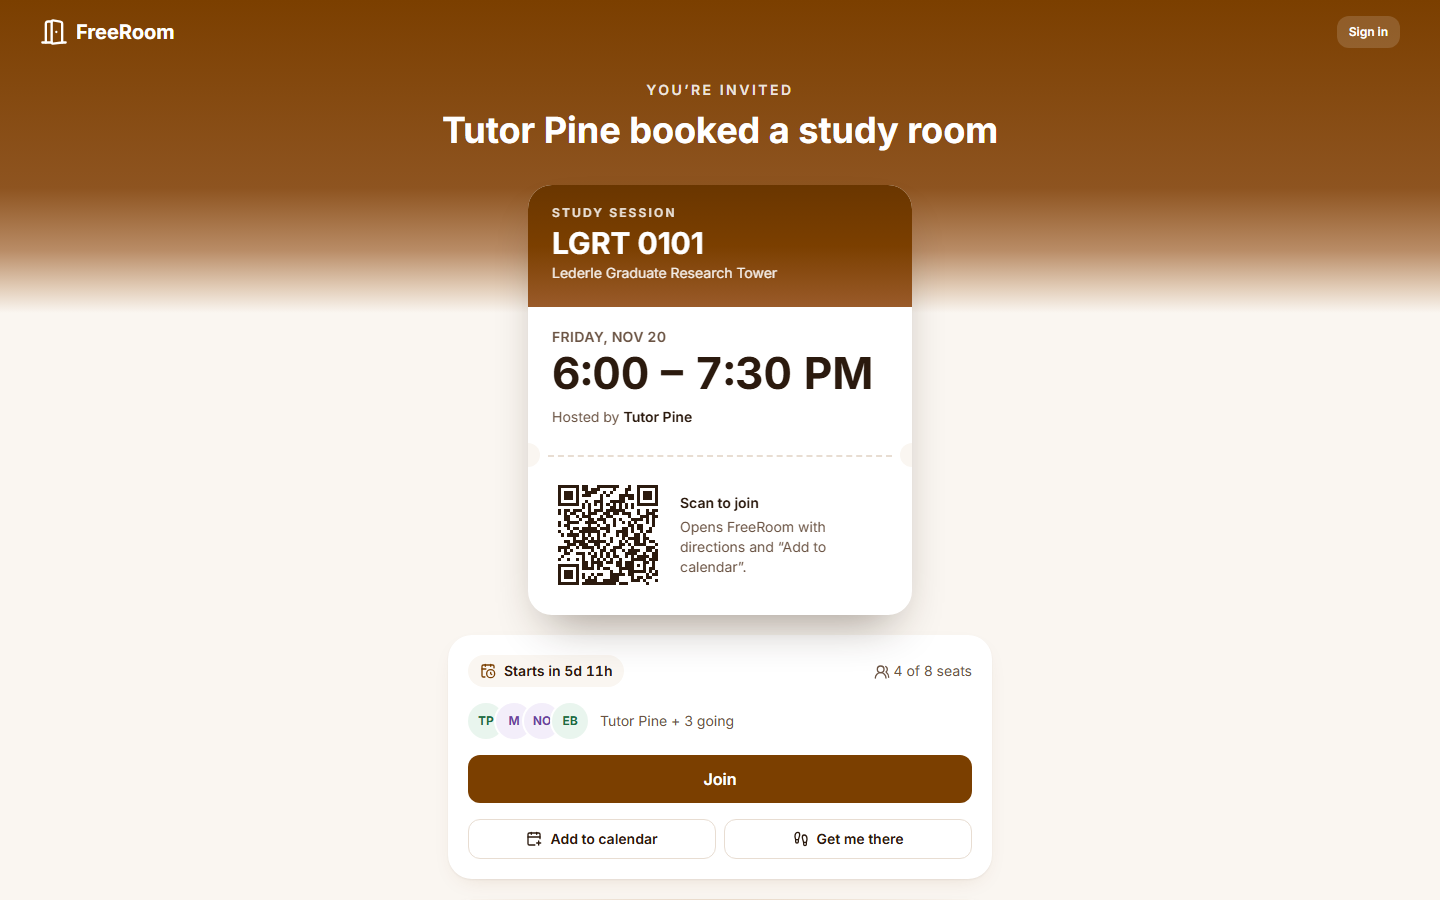 FreeRoom
Sign in
YOU'RE INVITED
Tutor Pine booked a study room
STUDY SESSION
LGRT 0101
Lederle Graduate Research Tower
FRIDAY, NOV 20
6:00 – 7:30 PM
Hosted by Tutor Pine
Scan to join
Opens FreeRoom with
directions and “Add to
calendar”.
Starts in 5d 11h
4 of 8 seats
TP M NO EB Tutor Pine + 3 going
Join
Add to calendar
Get me there